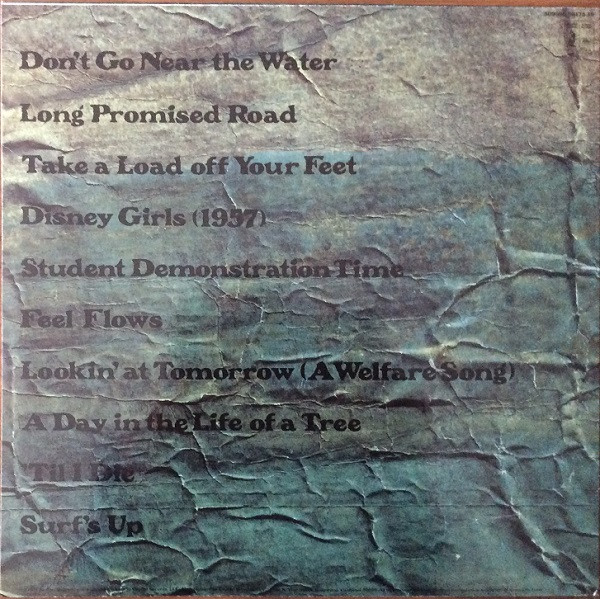 Don't Go Near the Water
Long Promised Road
Take a Load off Your Feet
Disney Girls (1957)
Student Demonstration Time
Feel Flows
Lookin' at Tomorrow (A Welfare Song)
A Day in the Life of a Tree
'Til I Die
Surf's Up